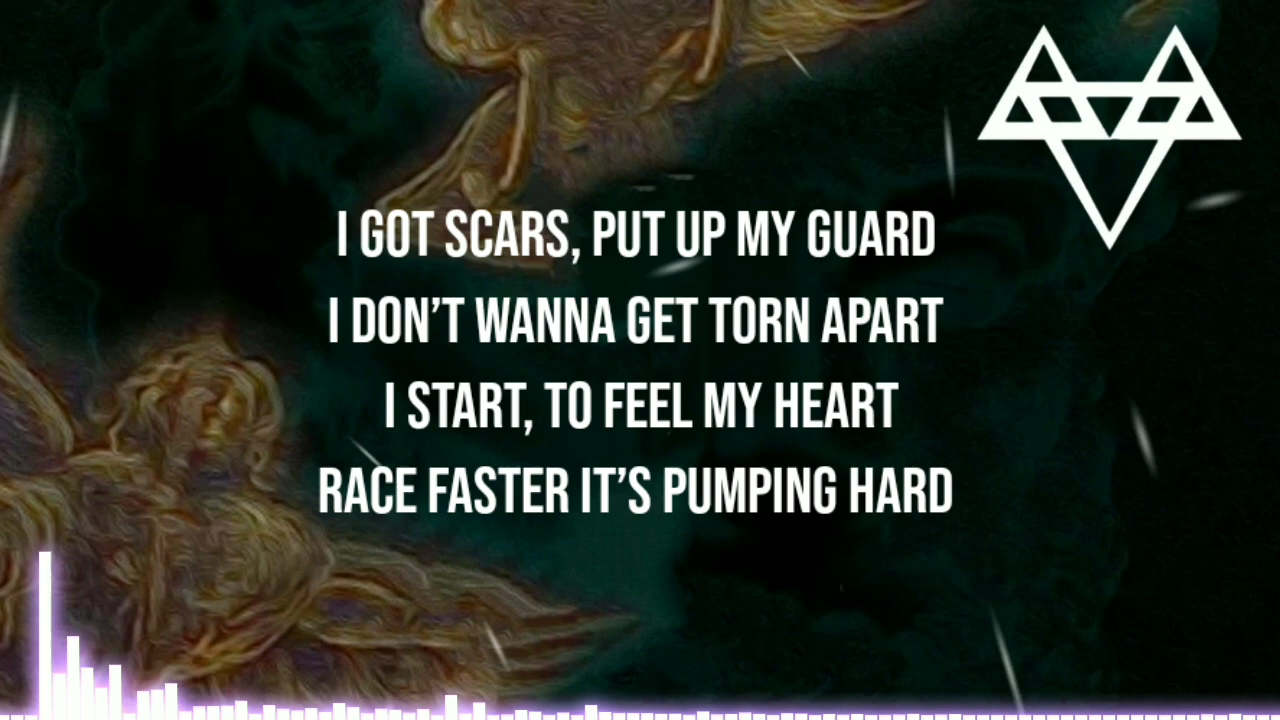 I GOT SCARS, PUT UP MY GUARD
I DON’T WANNA GET TORN APART
I START, TO FEEL MY HEART
RACE FASTER IT’S PUMPING HARD